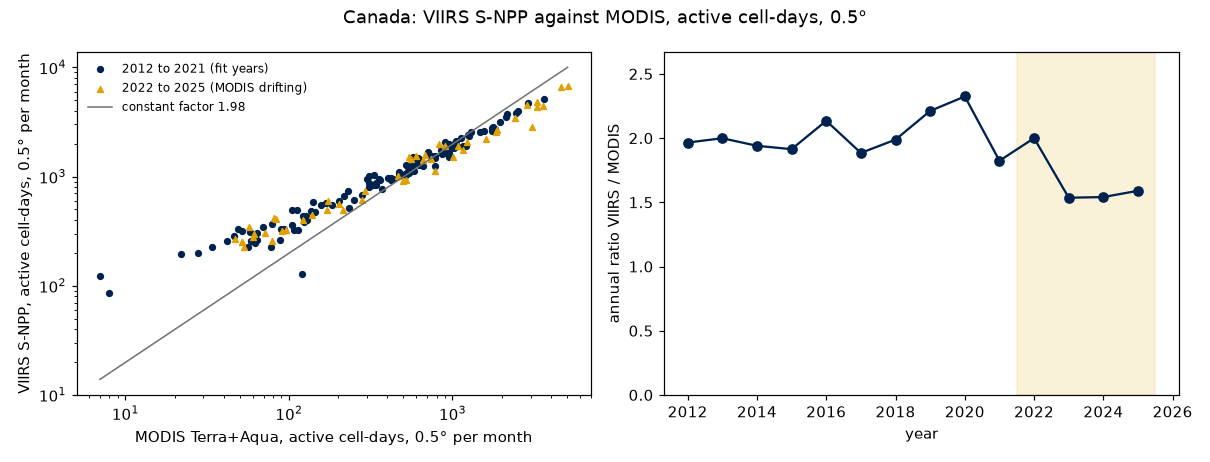 Canada: VIIRS S-NPP against MODIS, active cell-days, 0.5°
VIIRS S-NPP, active cell-days, 0.5° per month
10⁴
10³
10²
10¹
2012 to 2021 (fit years)
2022 to 2025 (MODIS drifting)
constant factor 1.98
10¹ 10² 10³
MODIS Terra+Aqua, active cell-days, 0.5° per month
annual ratio VIIRS / MODIS
2.5
2.0
1.5
1.0
0.5
0.0
2012 2014 2016 2018 2020 2022 2024 2026
year